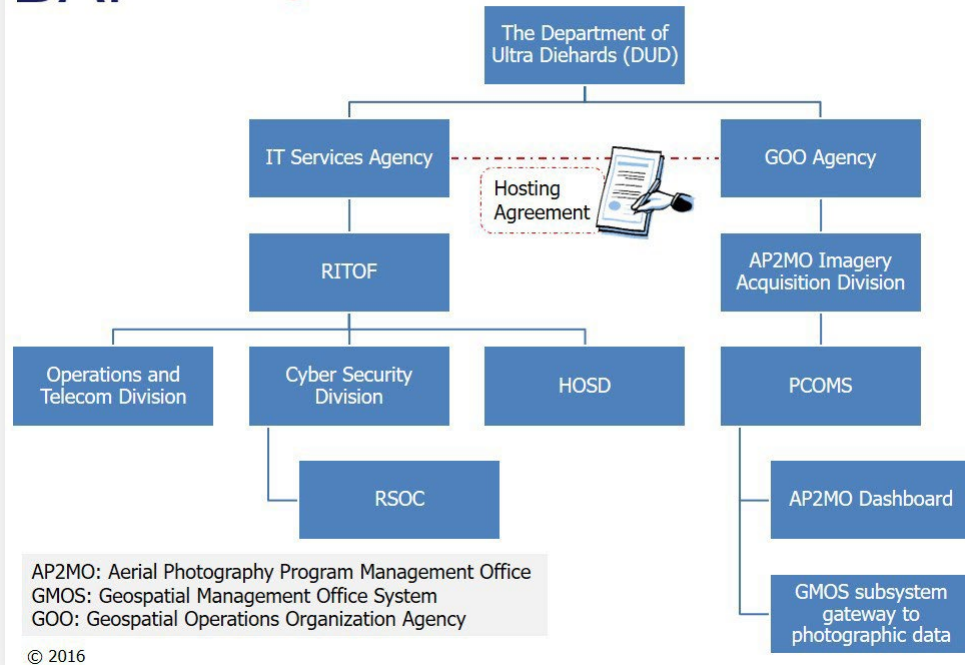 The Department of
Ultra Diehards (DUD)
IT Services Agency
GOO Agency
Hosting
Agreement
RITOF
AP2MO Imagery
Acquisition Division
Operations and
Telecom Division
Cyber Security
Division
HOSD
PCOMS
RSOC
AP2MO Dashboard
GMOS subsystem
gateway to
photographic data
AP2MO: Aerial Photography Program Management Office
GMOS: Geospatial Management Office System
GOO: Geospatial Operations Organization Agency
© 2016